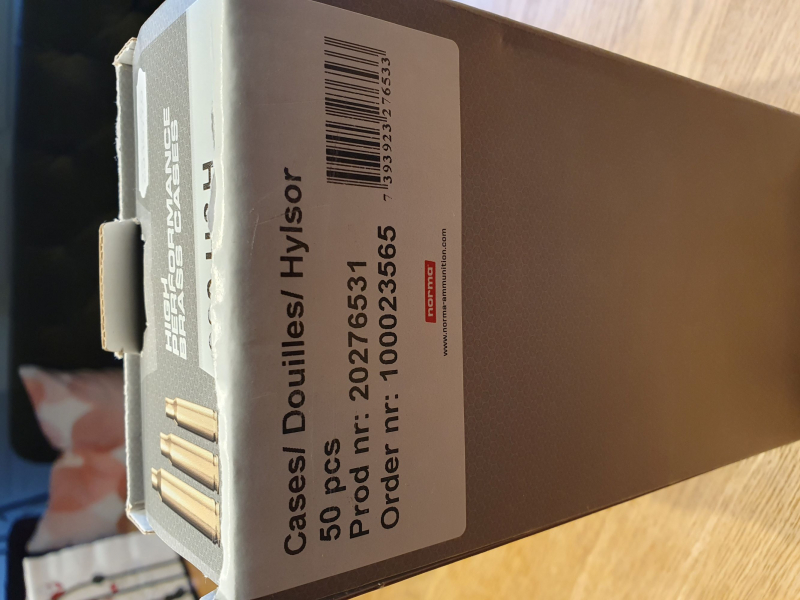 HIGH
PERFORMANCE
BRASS CASES
Cases/ Douilles/ Hylsor
50 pcs
Prod nr: 20276531
Order nr: 100023565
7 393923 276533
norma
www.norma-ammunition.com